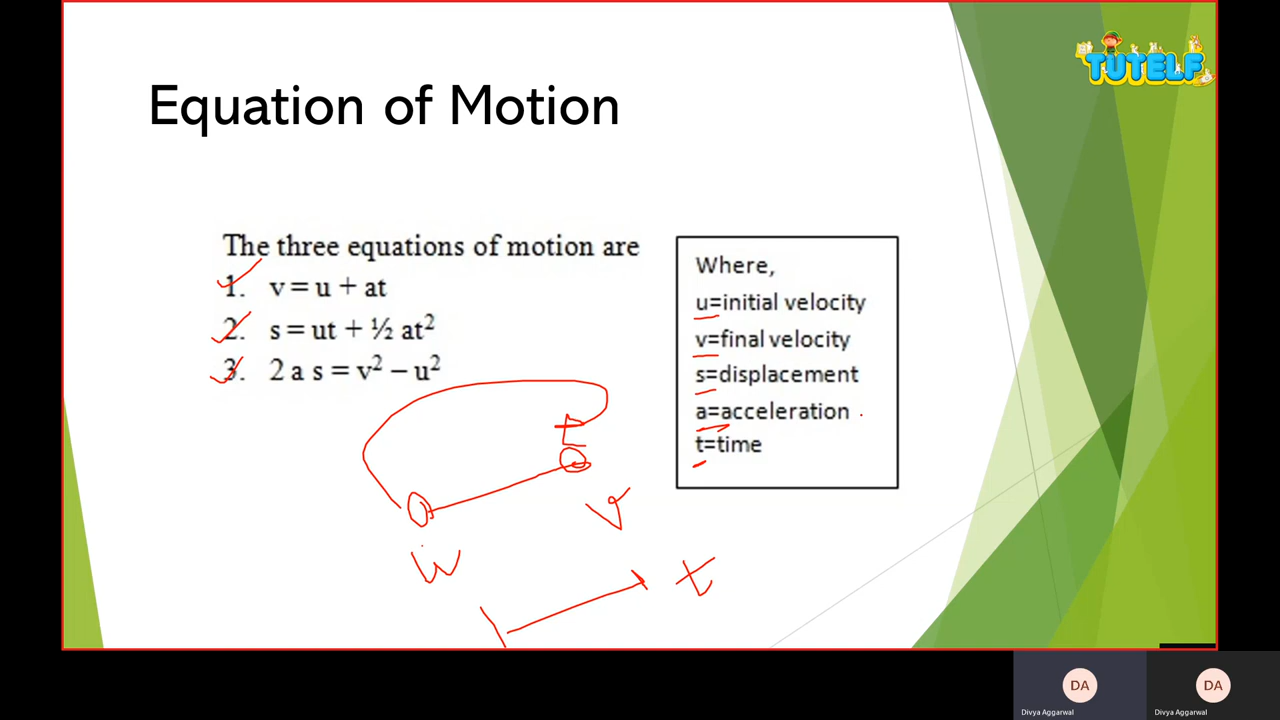 TUTELF
Equation of Motion
The three equations of motion are
1. v = u + at
2. s = ut + ½ at²
3. 2 a s = v² – u²
Where,
u=initial velocity
v=final velocity
s=displacement
a=acceleration
t=time
t
v
u
t
DA
DA
Divya Aggarwal
Divya Aggarwal